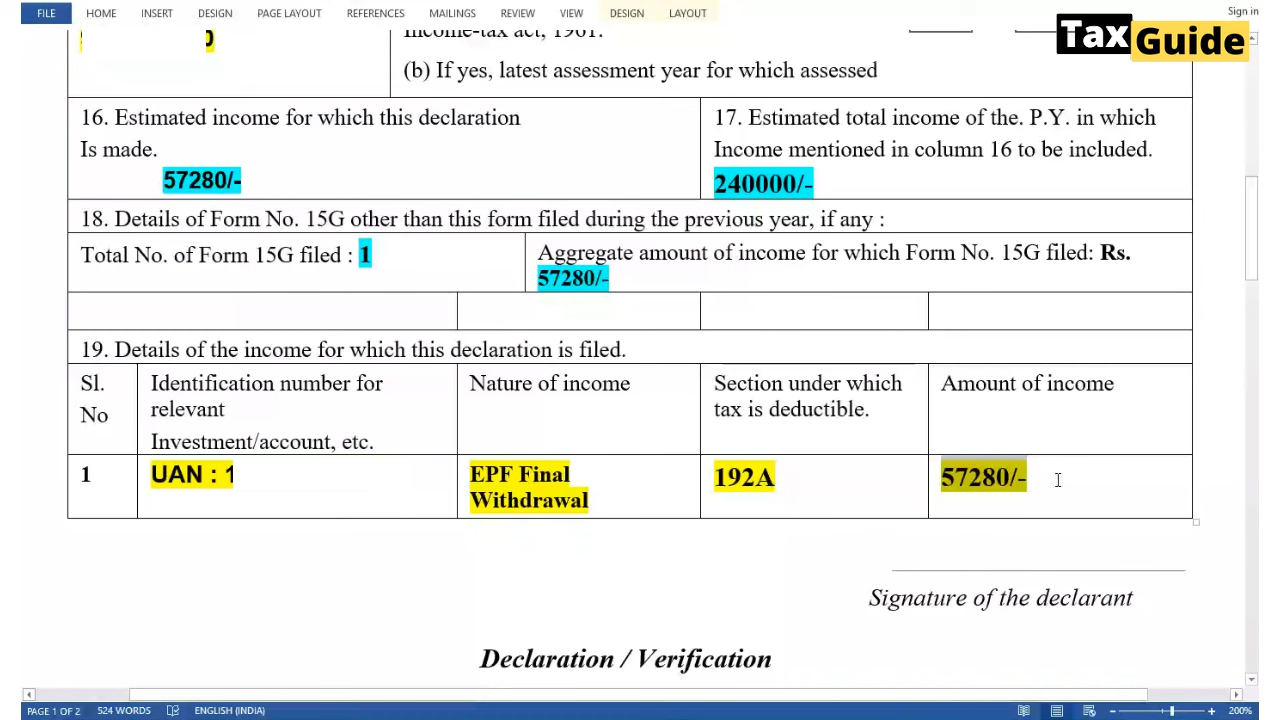 FILE HOME INSERT DESIGN PAGE LAYOUT REFERENCES MAILINGS REVIEW VIEW DESIGN LAYOUT Sign in
Tax Guide
Income-tax act, 1961.
(b) If yes, latest assessment year for which assessed
16. Estimated income for which this declaration
Is made.
57280/-
17. Estimated total income of the. P.Y. in which
Income mentioned in column 16 to be included.
240000/-
18. Details of Form No. 15G other than this form filed during the previous year, if any :
Total No. of Form 15G filed : 1
Aggregate amount of income for which Form No. 15G filed: Rs.
57280/-
19. Details of the income for which this declaration is filed.
Sl.
No
Identification number for
relevant
Investment/account, etc.
Nature of income
Section under which
tax is deductible.
Amount of income
1
UAN : 1
EPF Final
Withdrawal
192A
57280/-
Signature of the declarant
Declaration / Verification
PAGE 1 OF 2 524 WORDS ENGLISH (INDIA) 200%